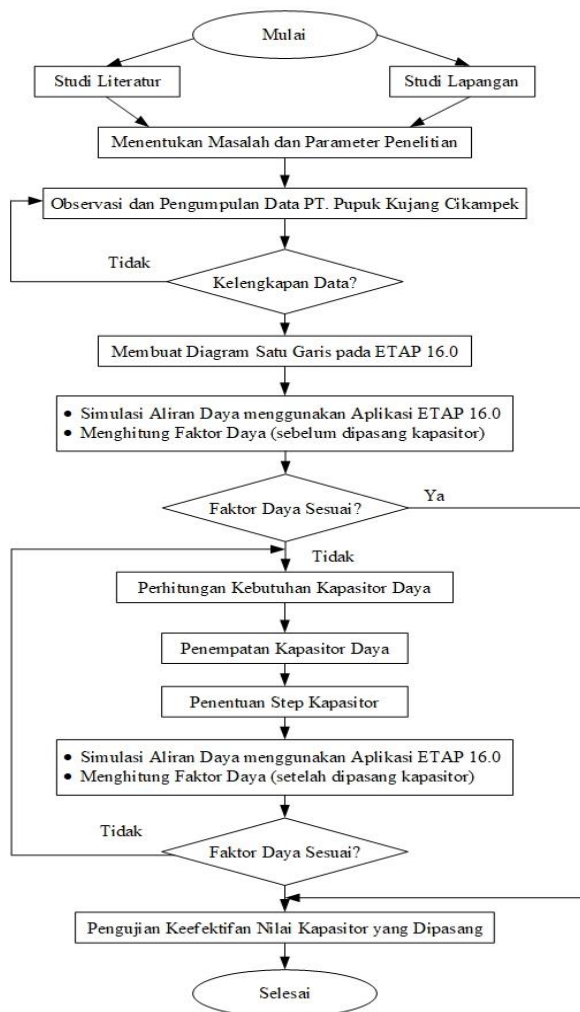 Mulai
Studi Literatur
Studi Lapangan
Menentukan Masalah dan Parameter Penelitian
Observasi dan Pengumpulan Data PT. Pupuk Kujang Cikampek
Tidak
Kelengkapan Data?
Membuat Diagram Satu Garis pada ETAP 16.0
• Simulasi Aliran Daya menggunakan Aplikasi ETAP 16.0
• Menghitung Faktor Daya (sebelum dipasang kapasitor)
Faktor Daya Sesuai?
Ya
Tidak
Perhitungan Kebutuhan Kapasitor Daya
Penempatan Kapasitor Daya
Penentuan Step Kapasitor
• Simulasi Aliran Daya menggunakan Aplikasi ETAP 16.0
• Menghitung Faktor Daya (setelah dipasang kapasitor)
Tidak
Faktor Daya Sesuai?
Pengujian Keefektifan Nilai Kapasitor yang Dipasang
Selesai